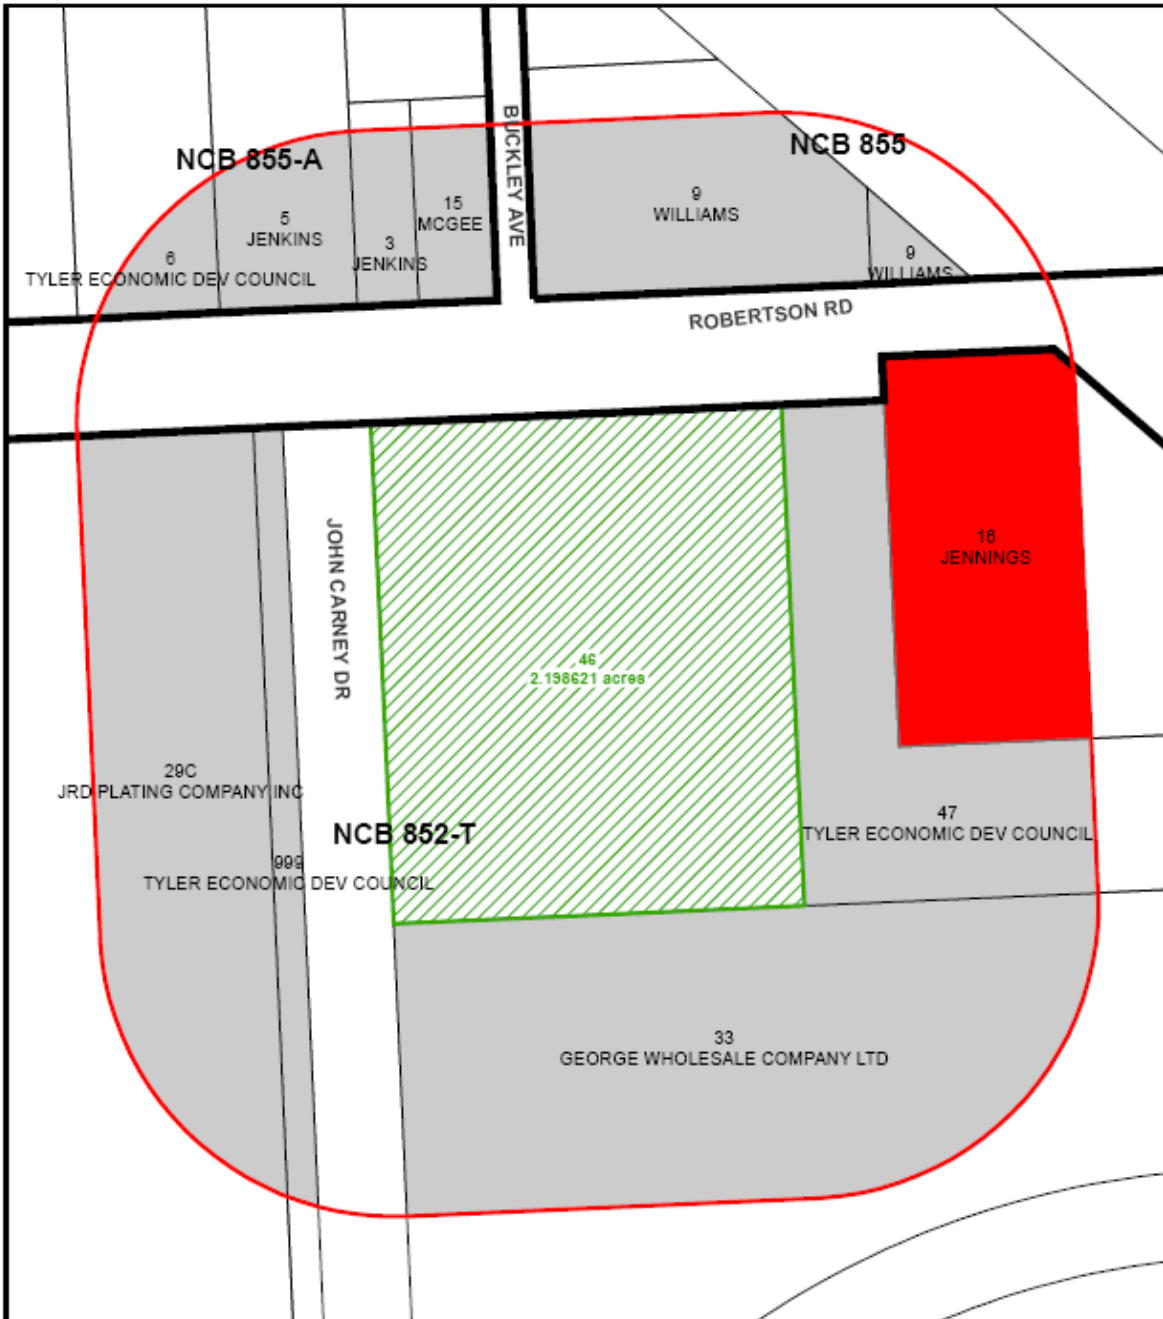 NCB 855-A
NCB 855
BUCKLEY AVE
6
TYLER ECONOMIC DEV COUNCIL
5
JENKINS
3
JENKINS
15
MCGEE
9
WILLIAMS
9
WILLIAMS
ROBERTSON RD
JOHN CARNEY DR
16
JENNINGS
46
2.198621 acres
29C
JRD PLATING COMPANY INC
NCB 852-T
47
TYLER ECONOMIC DEV COUNCIL
999
TYLER ECONOMIC DEV COUNCIL
33
GEORGE WHOLESALE COMPANY LTD